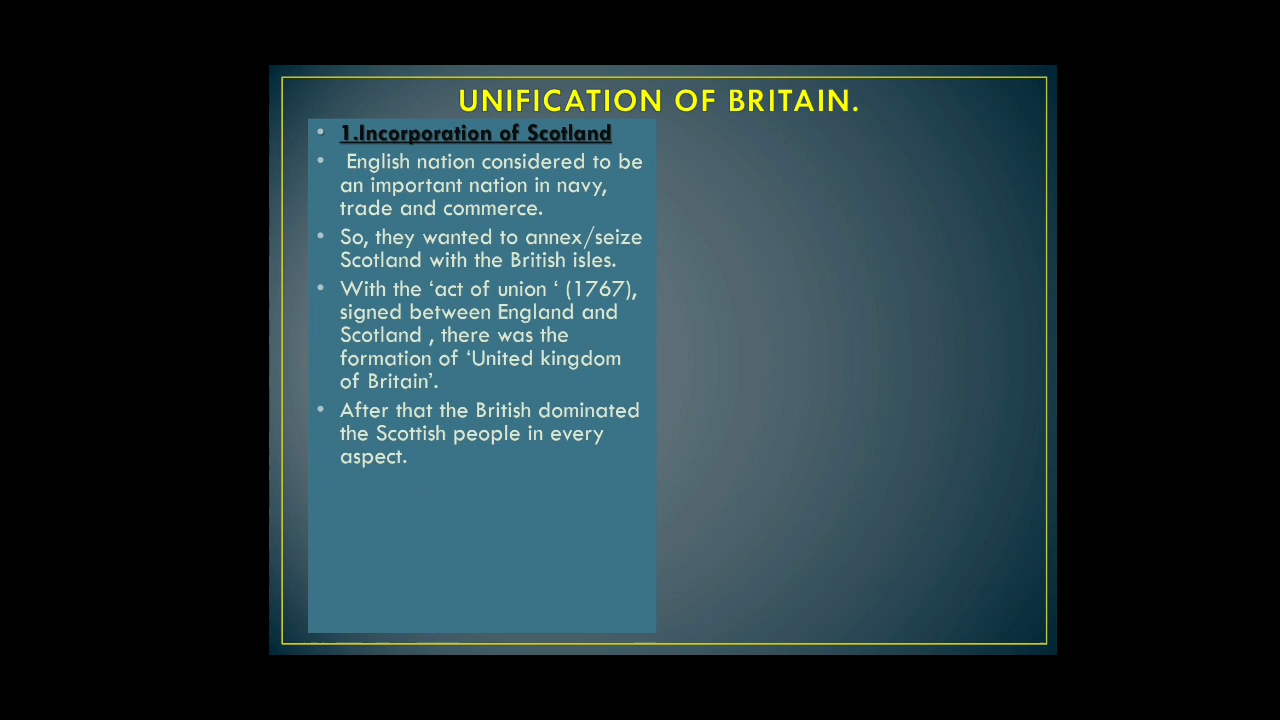 UNIFICATION OF BRITAIN.
• 1.Incorporation of Scotland
• English nation considered to be
an important nation in navy,
trade and commerce.
• So, they wanted to annex/seize
Scotland with the British isles.
• With the ‘act of union ‘ (1767),
signed between England and
Scotland , there was the
formation of ‘United kingdom
of Britain’.
• After that the British dominated
the Scottish people in every
aspect.